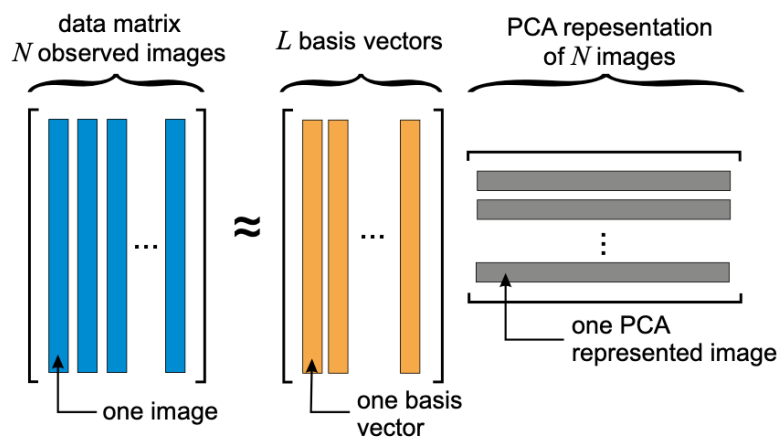 data matrix
N observed images
L basis vectors
PCA repesentation
of N images
≈
...
...
...
one image
one basis
vector
one PCA
represented image